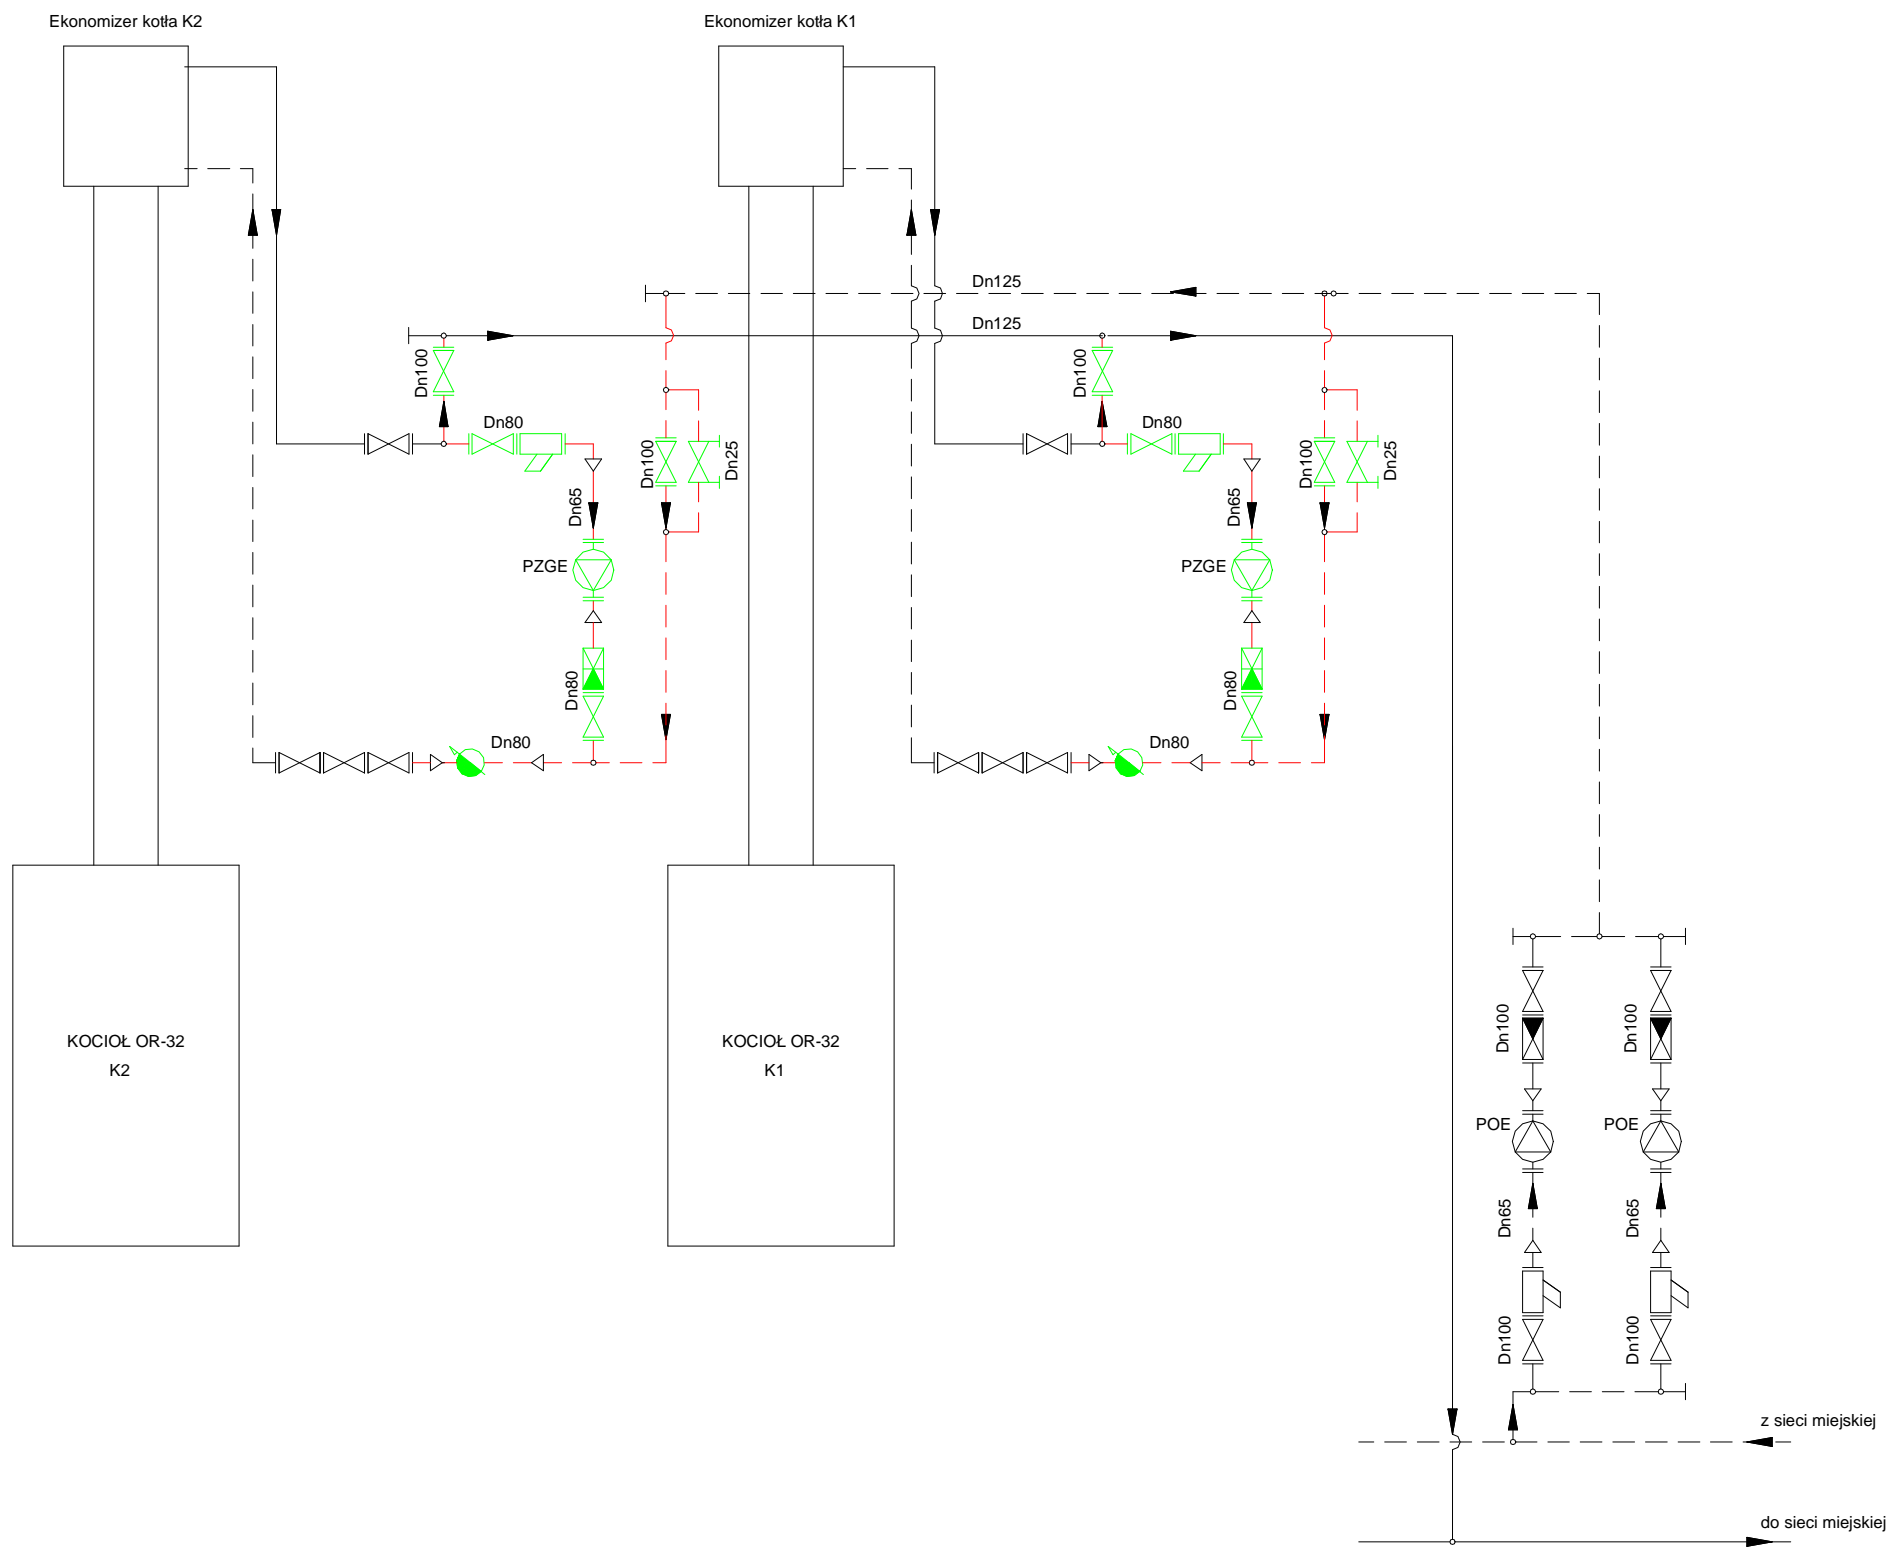 Ekonomizer kotła K2
Ekonomizer kotła K1
Dn125
Dn125
Dn100
Dn100
Dn80
Dn80
Dn100
Dn25
Dn100
Dn25
Dn65
Dn65
PZGE
PZGE
Dn80
Dn80
Dn80
Dn80
KOCIOŁ OR-32
K2
KOCIOŁ OR-32
K1
Dn100
Dn100
POE
POE
Dn65
Dn65
Dn100
Dn100
z sieci miejskiej
do sieci miejskiej